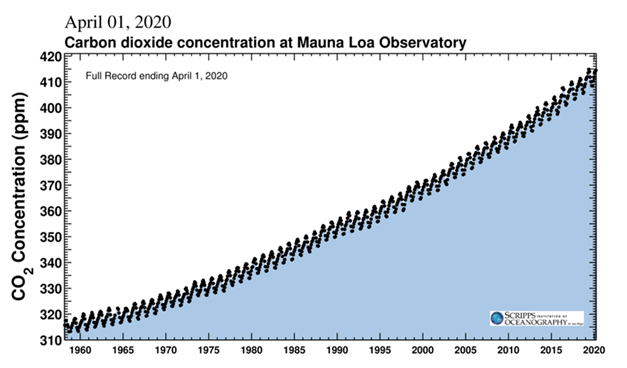 April 01, 2020
Carbon dioxide concentration at Mauna Loa Observatory
Full Record ending April 1, 2020
CO2 Concentration (ppm)
420
410
400
390
380
370
360
350
340
330
320
310
1960 1965 1970 1975 1980 1985 1990 1995 2000 2005 2010 2015 2020
SCRIPPS INSTITUTION OF
OCEANOGRAPHY